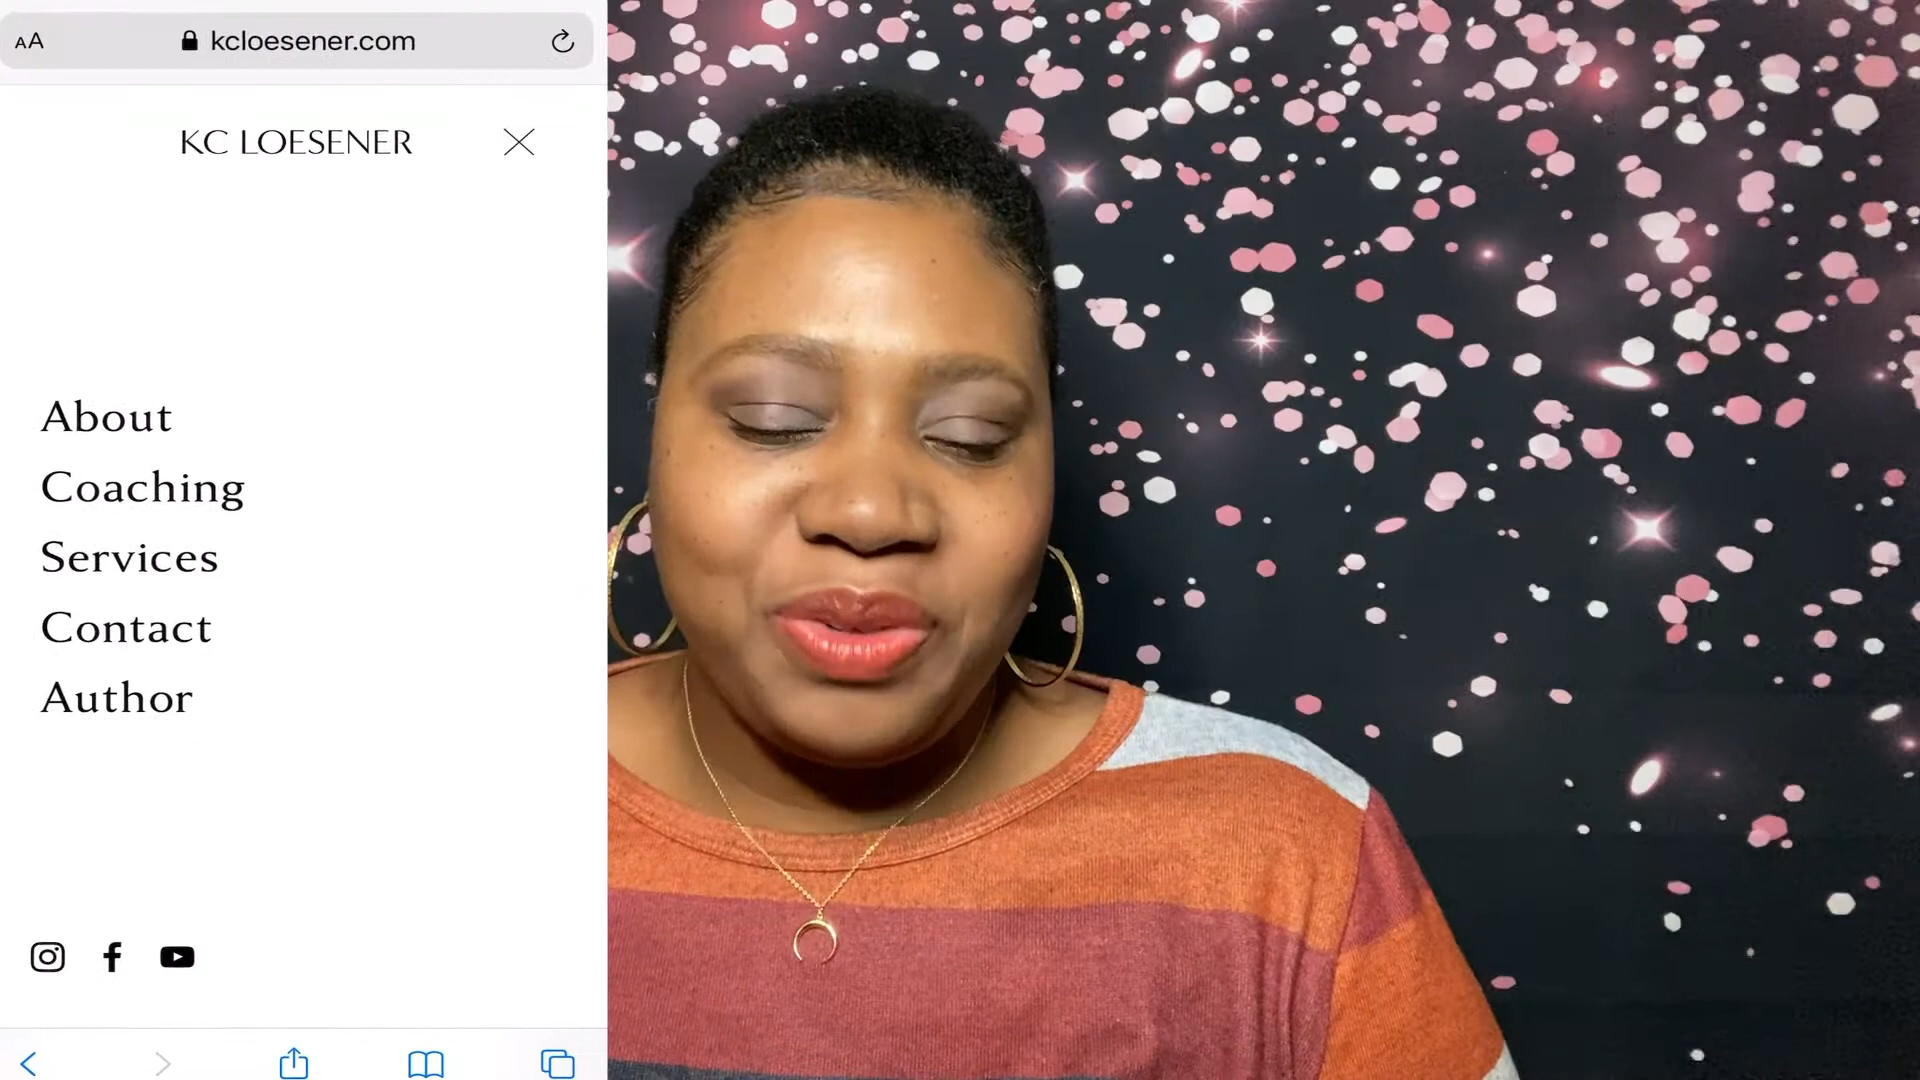 AA kcloesener.com
KC LOESENER
About
Coaching
Services
Contact
Author